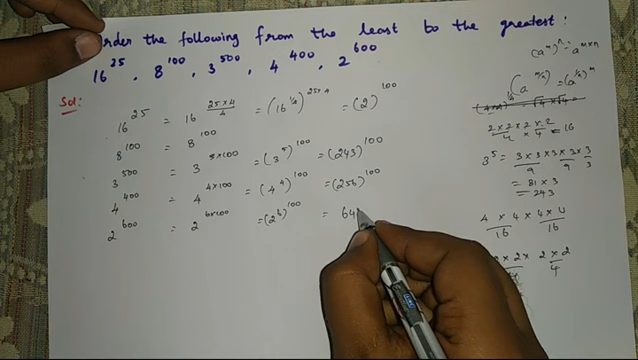 rder the following from the least to the greatest :
16^25 , 8^100 , 3^500 , 4^400 , 2^600
Sol:
16^25 = 16^(25×4/4) = (16^(1/4))^(25×4) = (2)^100
8^100 = 8^100
3^500 = 3^(5×100) = (3^5)^100 = (243)^100
4^400 = 4^(4×100) = (4^4)^100 = (256)^100
2^600 = 2^(6×100) = (2^6)^100 = 64
(a^m)^n = a^(m×n)
2×2×2×2 = 16
3^5 = 3×3×3×3×3
9 9 3
= 81×3
= 243
4×4×4×4
16 16
2×2× 2×2
4